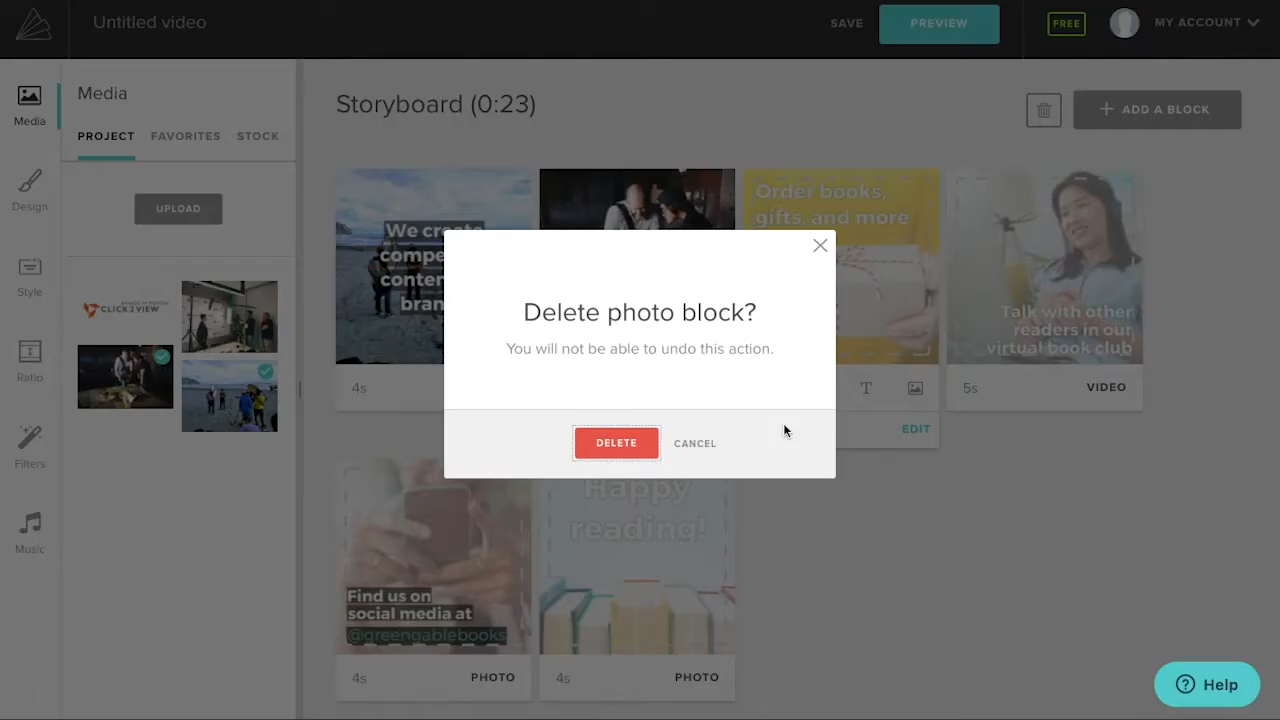 Untitled video
SAVE
PREVIEW
FREE
MY ACCOUNT
Media
Design
Style
Ratio
Filters
Music
Media
PROJECT
FAVORITES
STOCK
UPLOAD
CLICK2VIEW
Storyboard (0:23)
ADD A BLOCK
We create
compe
conten
bran
4s
Order books,
gifts, and more
T
EDIT
Talk with other
readers in our
virtual book club
5s
VIDEO
Delete photo block?
You will not be able to undo this action.
DELETE
CANCEL
Find us on
social media at
@greengablebooks
4s
PHOTO
Happy
reading!
4s
PHOTO
Help